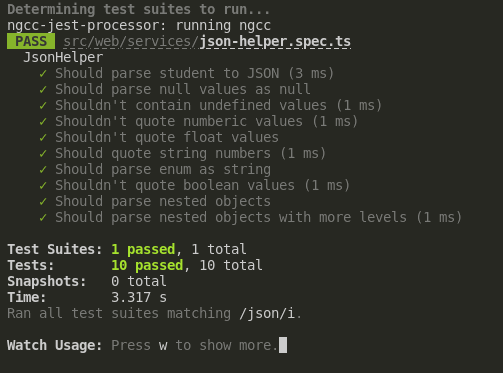 Determining test suites to run...
ngcc-jest-processor: running ngcc
PASS src/web/services/json-helper.spec.ts
JsonHelper
✓ Should parse student to JSON (3 ms)
✓ Should parse null values as null
✓ Shouldn't contain undefined values (1 ms)
✓ Shouldn't quote numberic values (1 ms)
✓ Shouldn't quote float values
✓ Should quote string numbers (1 ms)
✓ Should parse enum as string
✓ Shouldn't quote boolean values (1 ms)
✓ Should parse nested objects
✓ Should parse nested objects with more levels (1 ms)
Test Suites: 1 passed, 1 total
Tests: 10 passed, 10 total
Snapshots: 0 total
Time: 3.317 s
Ran all test suites matching /json/i.
Watch Usage: Press w to show more.